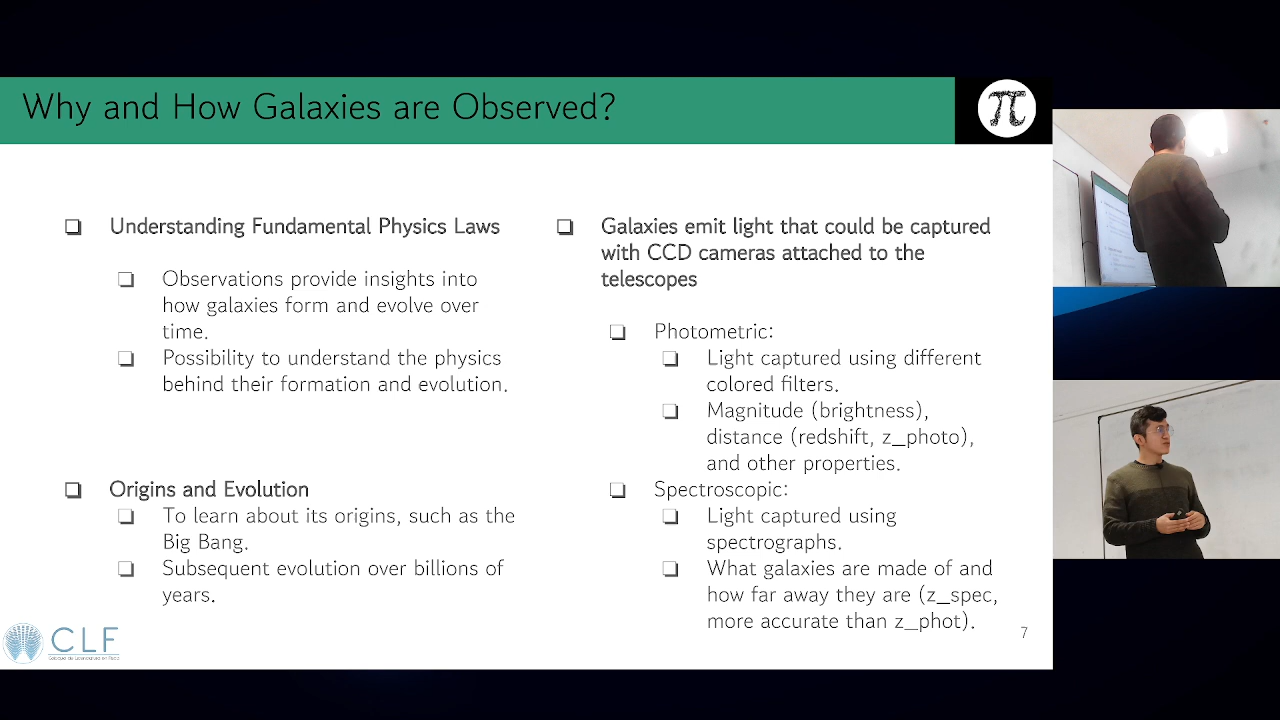 Why and How Galaxies are Observed?
π
❏ Understanding Fundamental Physics Laws
❏ Observations provide insights into
how galaxies form and evolve over
time.
❏ Possibility to understand the physics
behind their formation and evolution.
❏ Origins and Evolution
❏ To learn about its origins, such as the
Big Bang.
❏ Subsequent evolution over billions of
years.
❏ Galaxies emit light that could be captured
with CCD cameras attached to the
telescopes
❏ Photometric:
❏ Light captured using different
colored filters.
❏ Magnitude (brightness),
distance (redshift, z_photo),
and other properties.
❏ Spectroscopic:
❏ Light captured using
spectrographs.
❏ What galaxies are made of and
how far away they are (z_spec,
more accurate than z_phot).
CLF
7